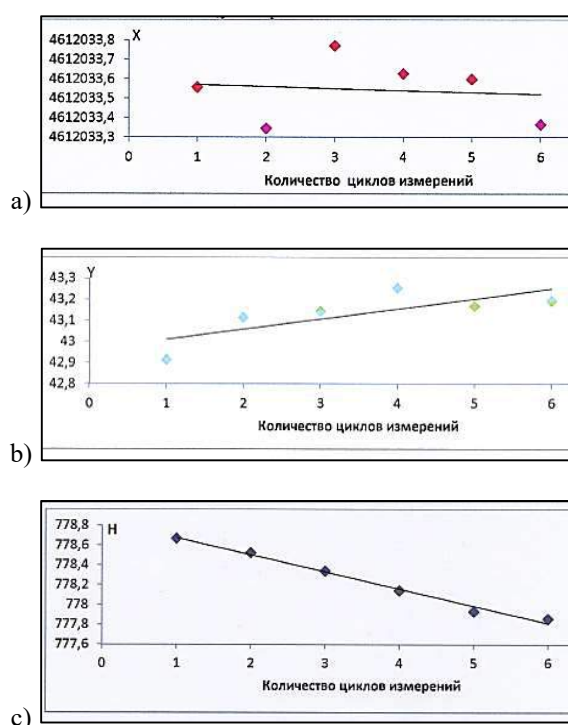 a)
X
4612033,8
4612033,7
4612033,6
4612033,5
4612033,4
4612033,3
0 1 2 3 4 5 6
Количество циклов измерений
b)
Y
43,3
43,2
43,1
43
42,9
42,8
0 1 2 3 4 5 6
Количество циклов измерений
c)
H
778,8
778,6
778,4
778,2
778
777,8
777,6
0 1 2 3 4 5 6
Количество циклов измерений